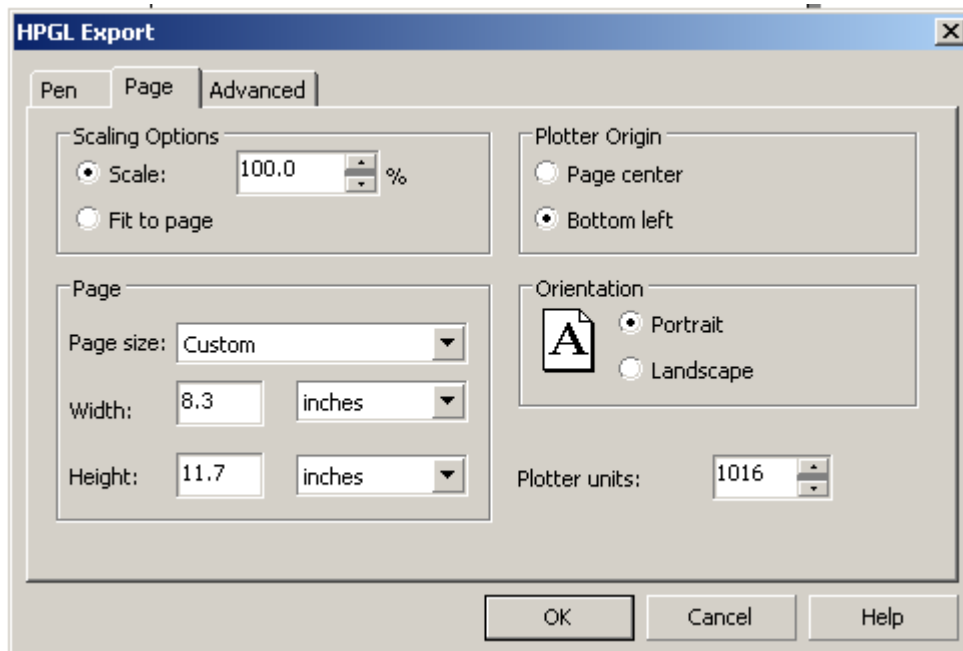 HPGL Export
Pen Page Advanced
Scaling Options
Scale: 100.0 %
Fit to page
Plotter Origin
Page center
Bottom left
Page
Page size: Custom
Width: 8.3 inches
Height: 11.7 inches
Orientation
A
Portrait
Landscape
Plotter units: 1016
OK Cancel Help